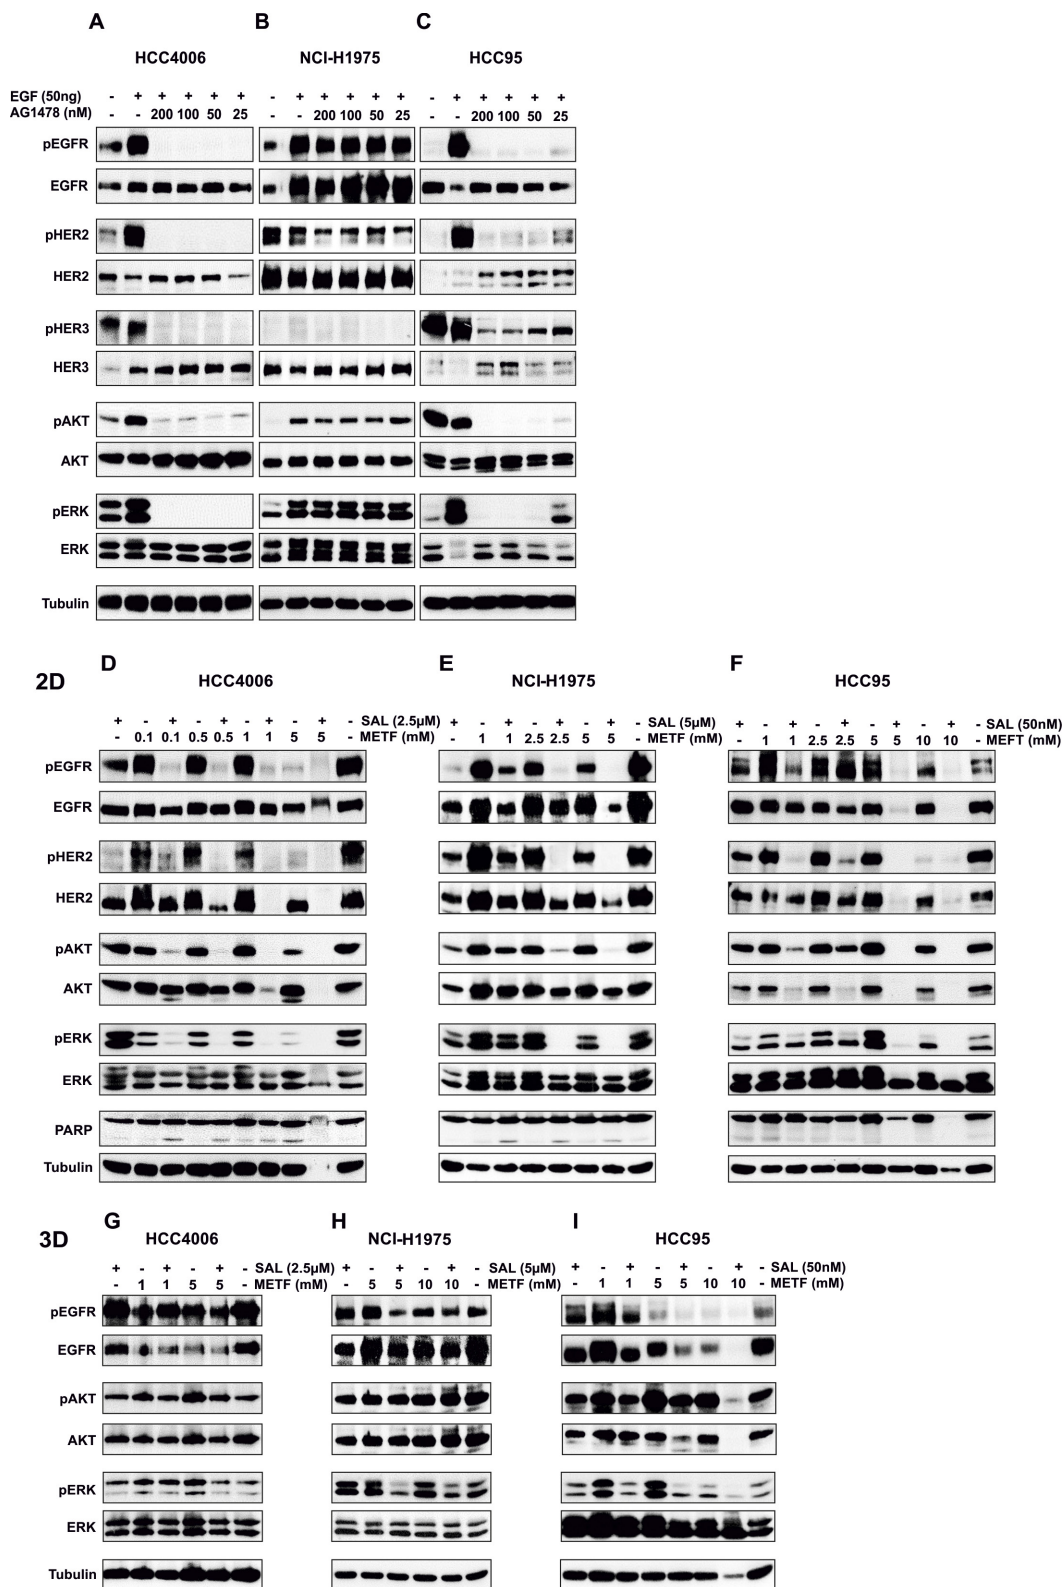 A B C
HCC4006 NCI-H1975 HCC95
EGF (50ng) - + + + + + - + + + + + - + + + + +
AG1478 (nM) - - 200 100 50 25 - - 200 100 50 25 - - 200 100 50 25
pEGFR
EGFR
pHER2
HER2
pHER3
HER3
pAKT
AKT
pERK
ERK
Tubulin
D E F
2D HCC4006 NCI-H1975 HCC95
+ - + - + - + - + - SAL (2.5µM) + - + - + - + - SAL (5µM) + - + - + - + - + - SAL (50nM)
- 0.1 0.1 0.5 0.5 1 1 5 5 - METF (mM) - 1 1 2.5 2.5 5 5 - METF (mM) - 1 1 2.5 2.5 5 5 10 10 - MEFT (mM)
pEGFR
EGFR
pHER2
HER2
pAKT
AKT
pERK
ERK
PARP
Tubulin
G H I
3D HCC4006 NCI-H1975 HCC95
+ - + - + - SAL (2.5µM) + - + - + - SAL (5µM) + - + - + - + - SAL (50nM)
- 1 1 5 5 - METF (mM) - 5 5 10 10 - METF (mM) - 1 1 5 5 10 10 - METF (mM)
pEGFR
EGFR
pAKT
AKT
pERK
ERK
Tubulin